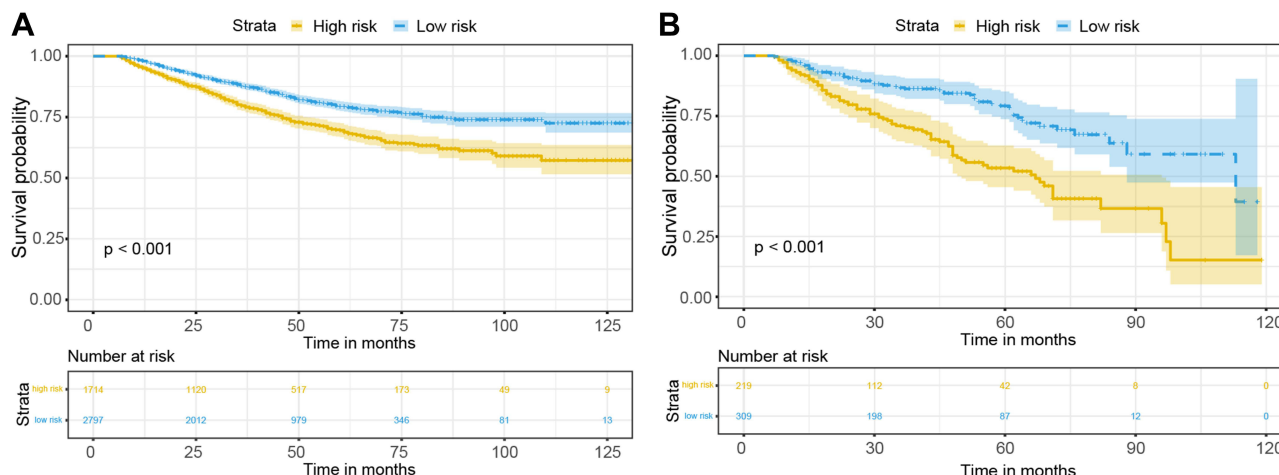 A
Strata High risk Low risk
Survival probability
1.00
0.75
0.50
0.25
0.00
p < 0.001
0 25 50 75 100 125
Time in months
Number at risk
Strata
high risk 1714 1120 517 173 49 9
low risk 2797 2012 979 346 81 13
0 25 50 75 100 125
Time in months
B
Strata High risk Low risk
Survival probability
1.00
0.75
0.50
0.25
0.00
p < 0.001
0 30 60 90 120
Time in months
Number at risk
Strata
high risk 219 112 42 8 0
low risk 309 198 87 12 0
0 30 60 90 120
Time in months